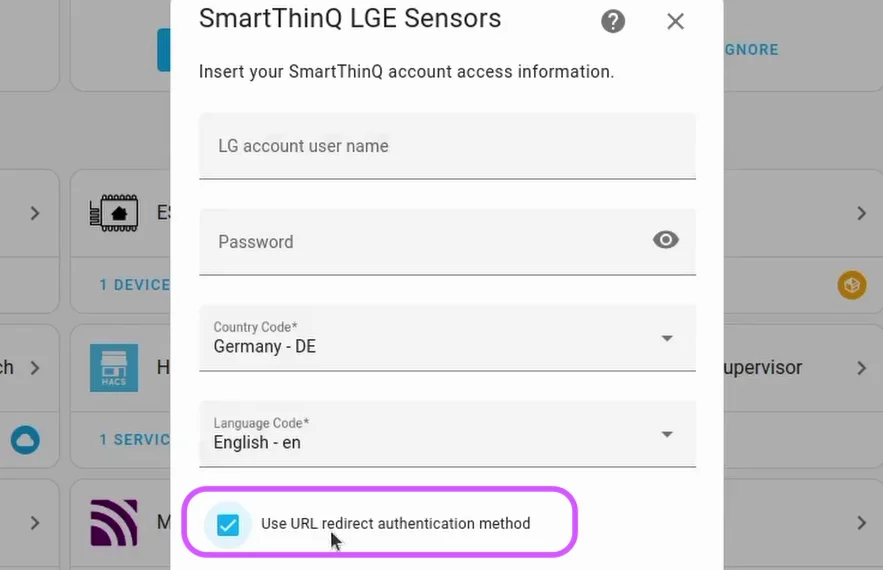 SmartThinQ LGE Sensors
GNORE
Insert your SmartThinQ account access information.
LG account user name
Password
1 DEVICE
Country Code*
Germany - DE
ch
HACS
H
upervisor
Language Code*
English - en
1 SERVIC
Use URL redirect authentication method
M